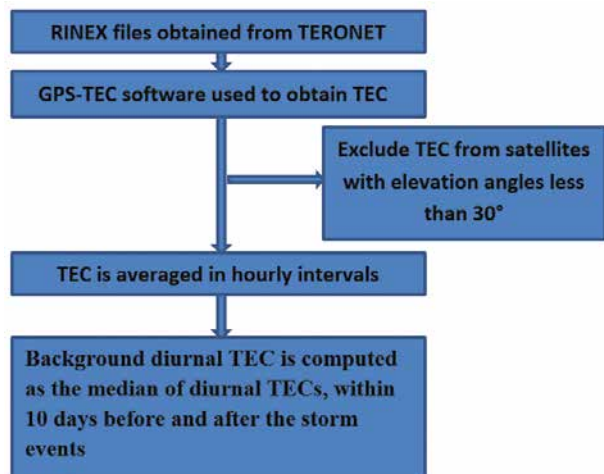 RINEX files obtained from TERONET
GPS-TEC software used to obtain TEC
Exclude TEC from satellites
with elevation angles less
than 30°
TEC is averaged in hourly intervals
Background diurnal TEC is computed
as the median of diurnal TECs, within
10 days before and after the storm
events